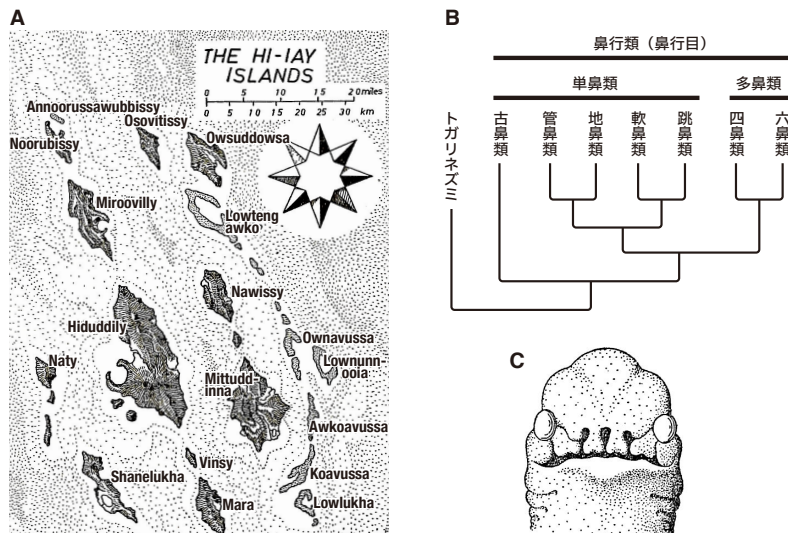 A
THE HI-IAY
ISLANDS
0 5 10 15 20 miles
0 5 10 15 20 25 30 km
Annoorussawubbissy
Osovitissy
Noorubissy
Owsuddowsa
Miroovilly
Lowteng
awko
Nawissy
Hiduddily
Ownavussa
Naty
Lownunn-
ooia
Mittudd-
inna
Awkoavussa
Vinsy
Shanelukha
Koavussa
Mara
Lowlukha
B
鼻行類（鼻行目）
単鼻類
多鼻類
トガリネズミ
古鼻類
管鼻類
地鼻類
軟鼻類
跳鼻類
四鼻類
六鼻類
C